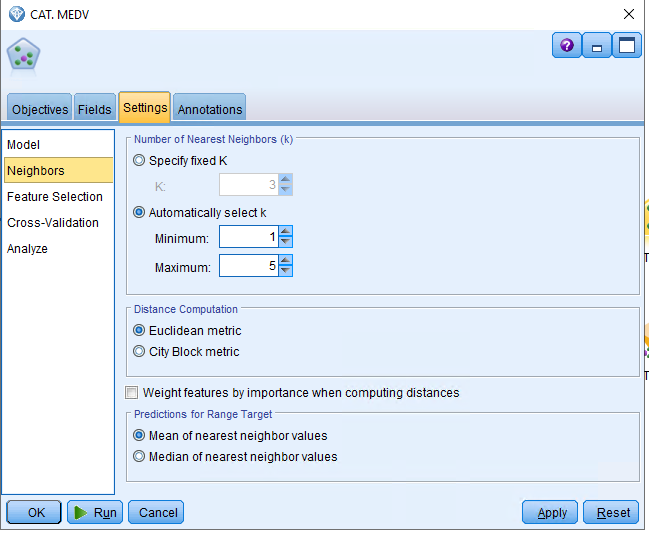 CAT. MEDV
Objectives Fields Settings Annotations
Model
Neighbors
Feature Selection
Cross-Validation
Analyze
Number of Nearest Neighbors (k)
Specify fixed K
K: 3
Automatically select k
Minimum: 1
Maximum: 5
Distance Computation
Euclidean metric
City Block metric
Weight features by importance when computing distances
Predictions for Range Target
Mean of nearest neighbor values
Median of nearest neighbor values
OK Run Cancel Apply Reset
T
T